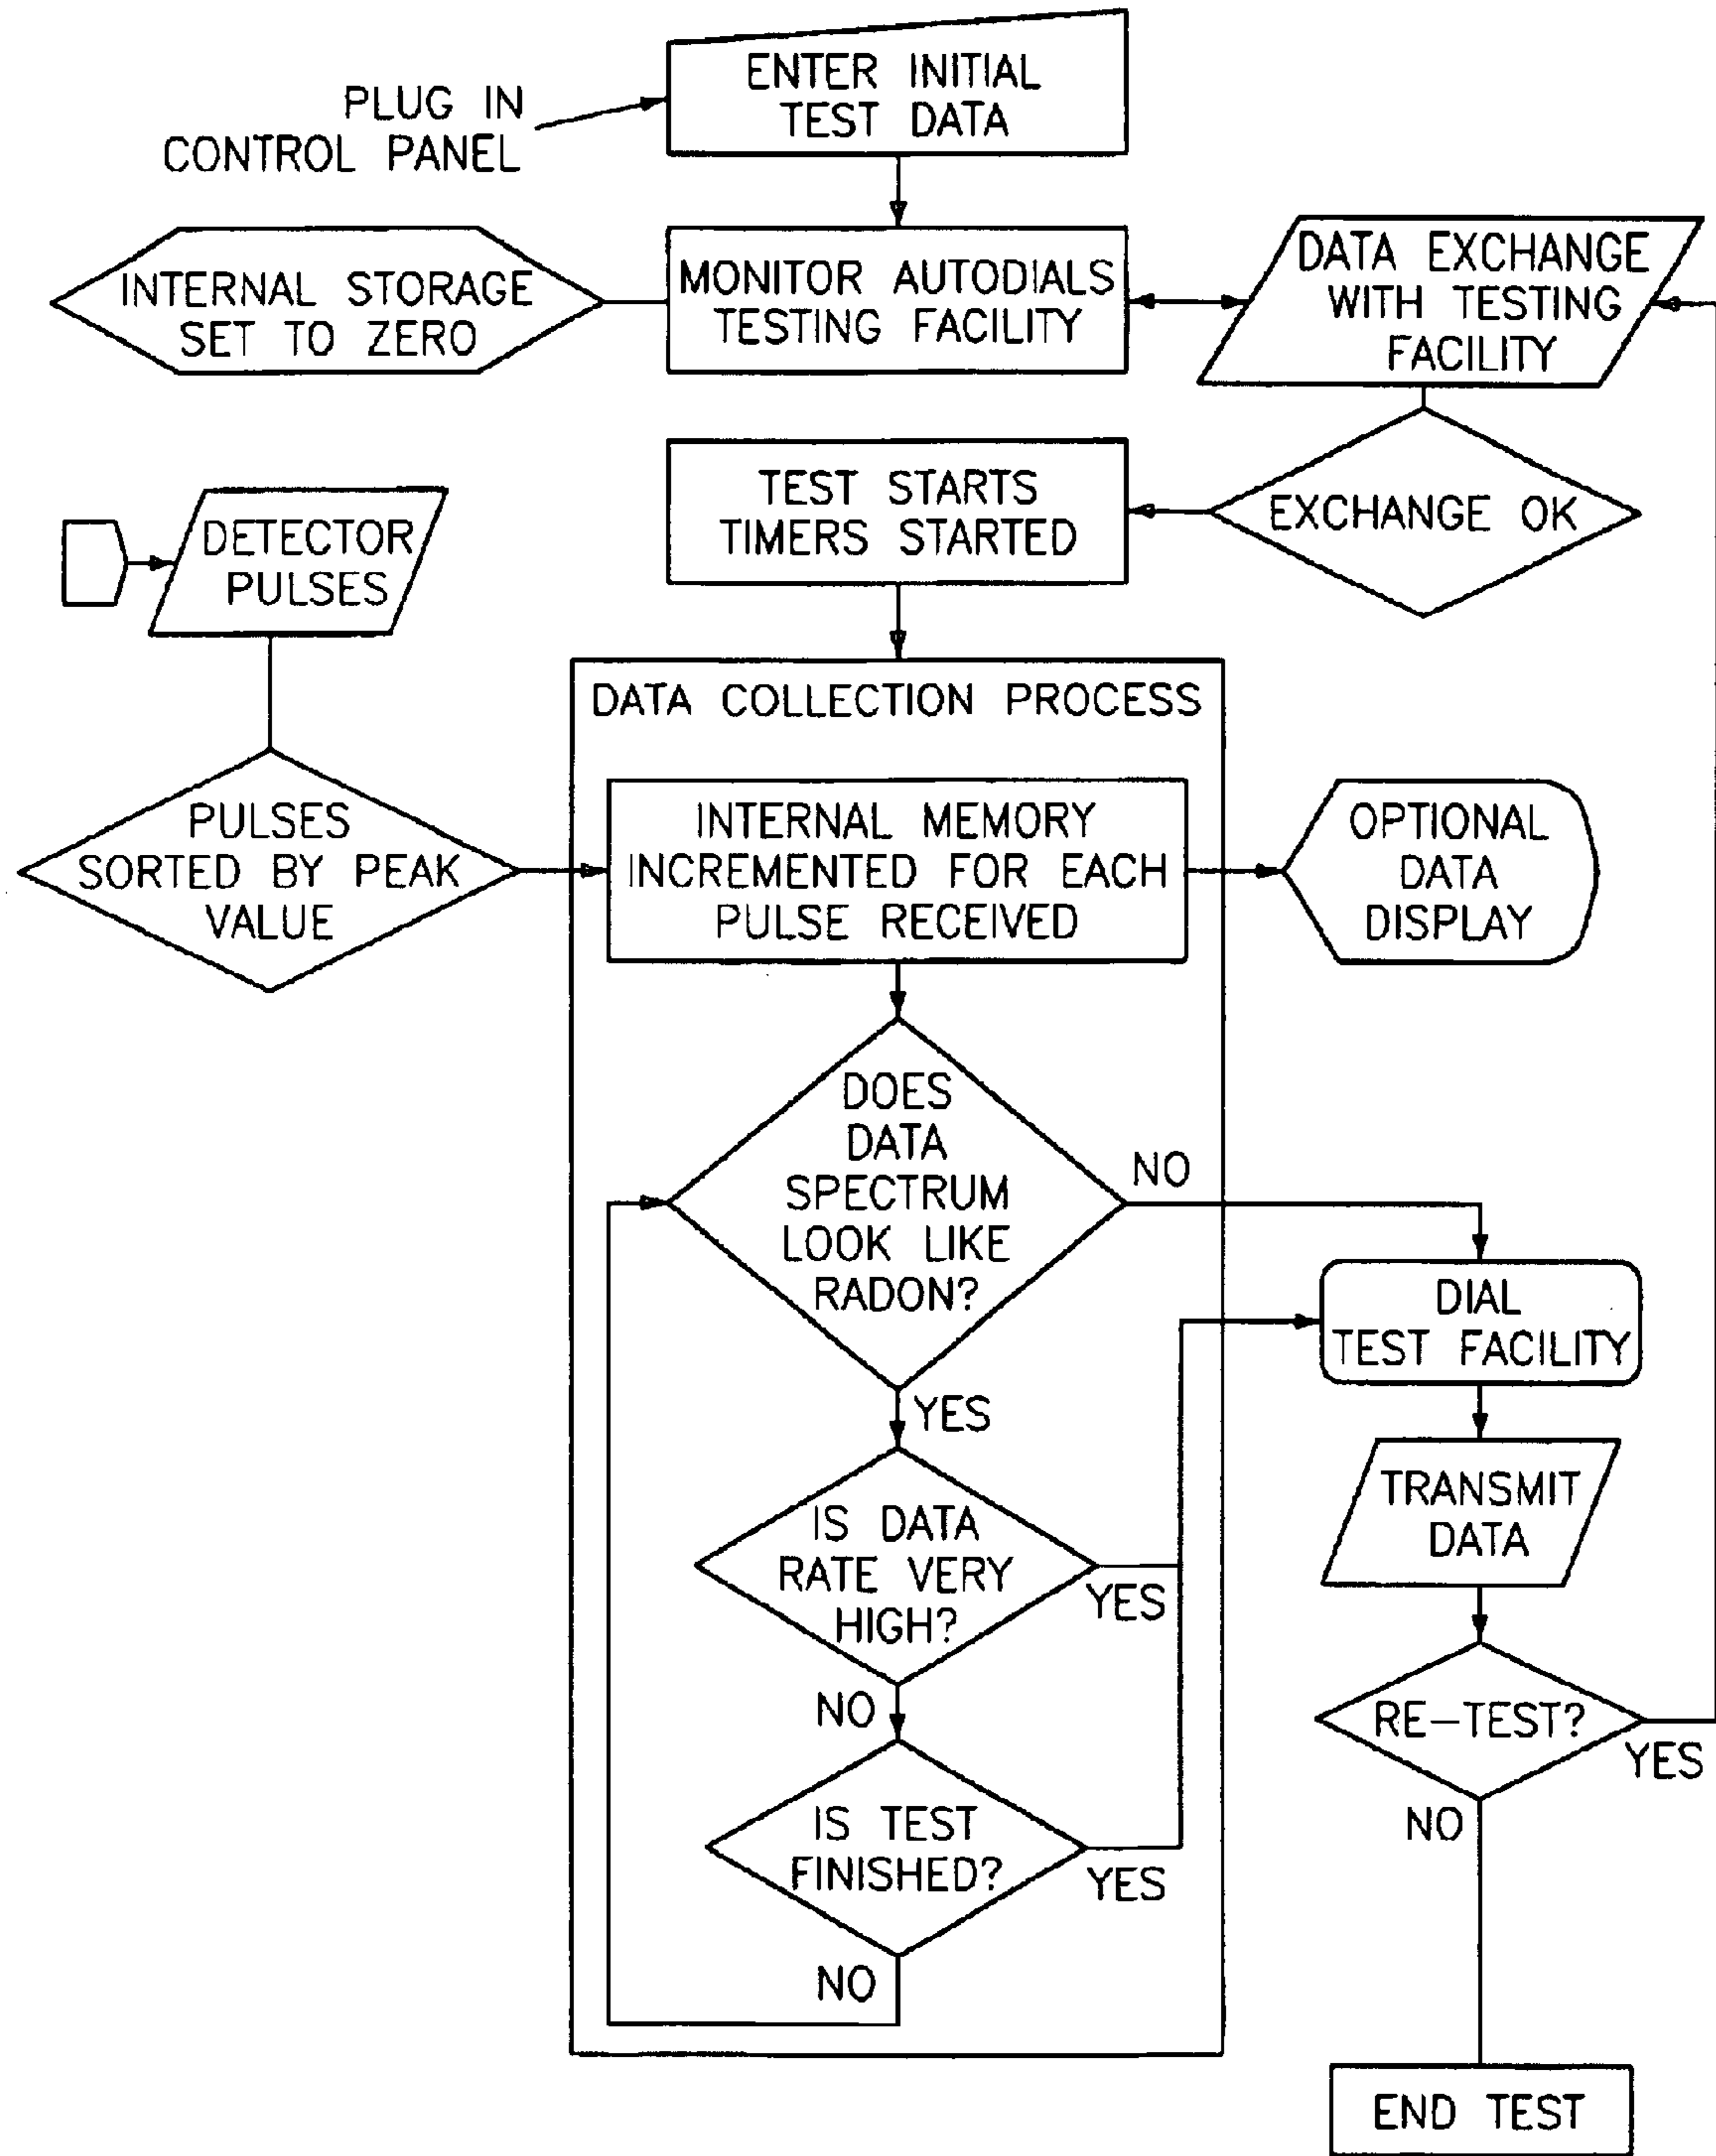 ENTER INITIAL
TEST DATA
PLUG IN
CONTROL PANEL
INTERNAL STORAGE
SET TO ZERO
MONITOR AUTODIALS
TESTING FACILITY
DATA EXCHANGE
WITH TESTING
FACILITY
TEST STARTS
TIMERS STARTED
EXCHANGE OK
DETECTOR
PULSES
DATA COLLECTION PROCESS
PULSES
SORTED BY PEAK
VALUE
INTERNAL MEMORY
INCREMENTED FOR EACH
PULSE RECEIVED
OPTIONAL
DATA
DISPLAY
DOES
DATA
SPECTRUM
LOOK LIKE
RADON?
NO
DIAL
TEST FACILITY
YES
IS DATA
RATE VERY
HIGH?
YES
TRANSMIT
DATA
NO
RE-TEST?
YES
IS TEST
FINISHED?
YES
NO
NO
END TEST